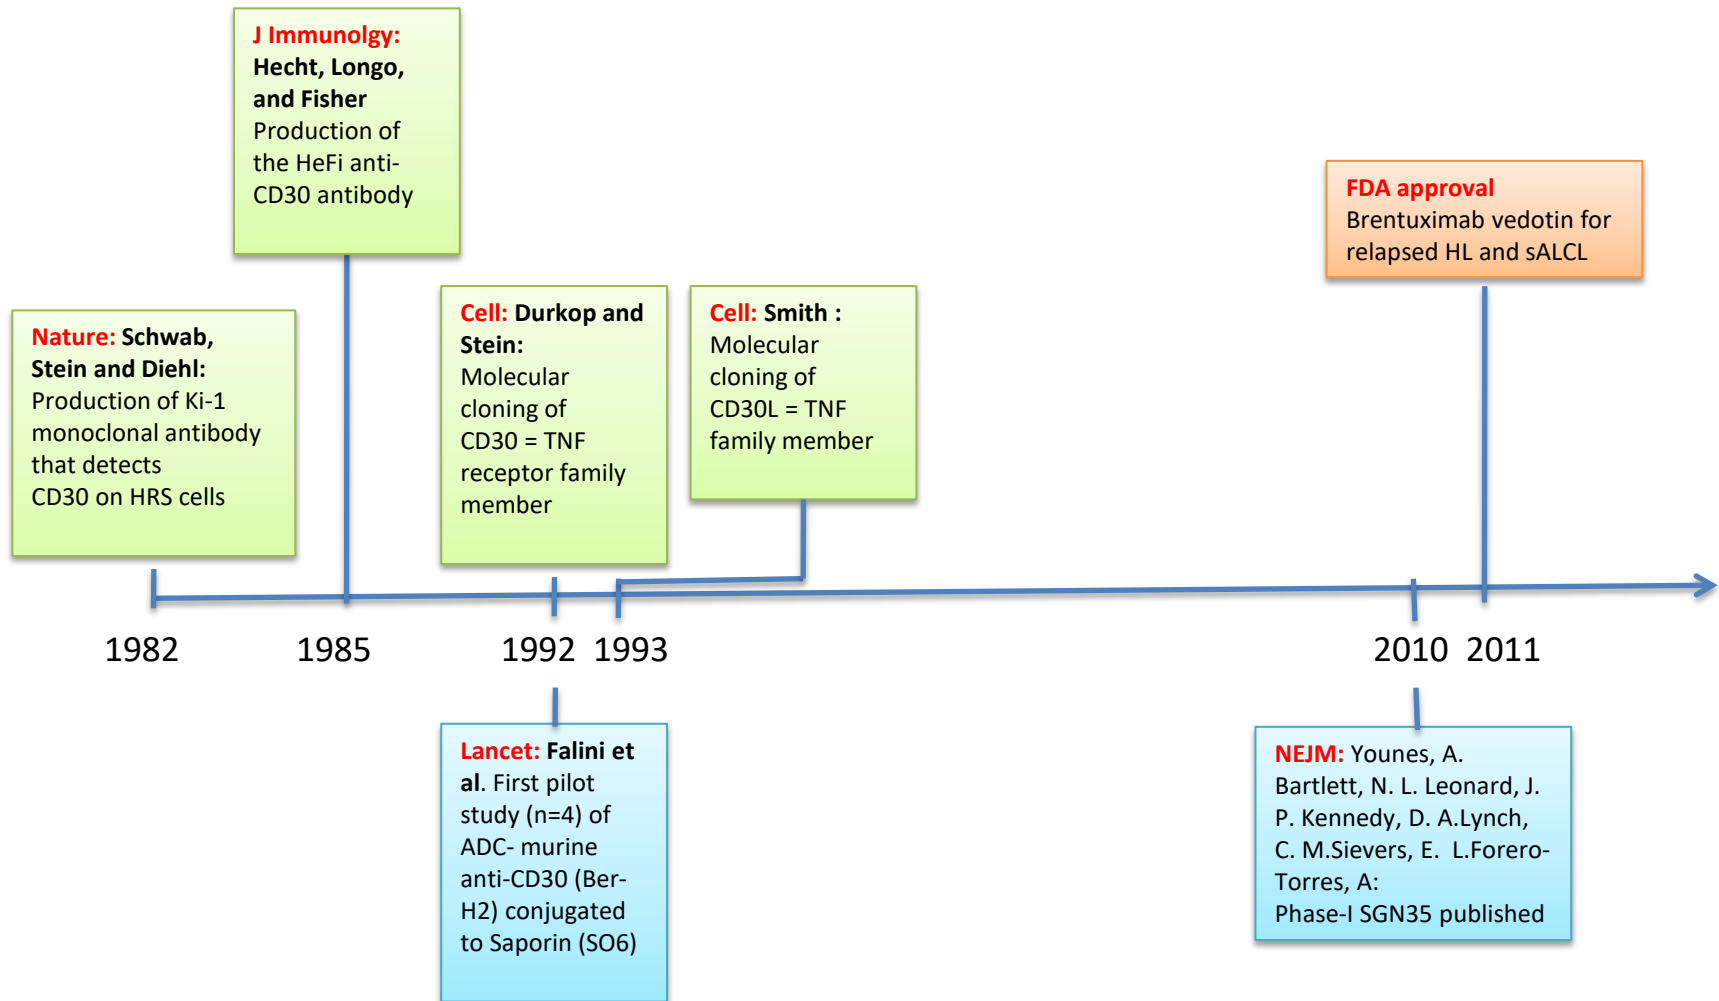 J Immunolgy:
Hecht, Longo,
and Fisher
Production of
the HeFi anti-
CD30 antibody
FDA approval
Brentuximab vedotin for
relapsed HL and sALCL
Nature: Schwab,
Stein and Diehl:
Production of Ki-1
monoclonal antibody
that detects
CD30 on HRS cells
Cell: Durkop and
Stein:
Molecular
cloning of
CD30 = TNF
receptor family
member
Cell: Smith :
Molecular
cloning of
CD30L = TNF
family member
1982
1985
1992
1993
2010
2011
Lancet: Falini et
al. First pilot
study (n=4) of
ADC- murine
anti-CD30 (Ber-
H2) conjugated
to Saporin (SO6)
NEJM: Younes, A.
Bartlett, N. L. Leonard, J.
P. Kennedy, D. A.Lynch,
C. M.Sievers, E. L.Forero-
Torres, A:
Phase-I SGN35 published